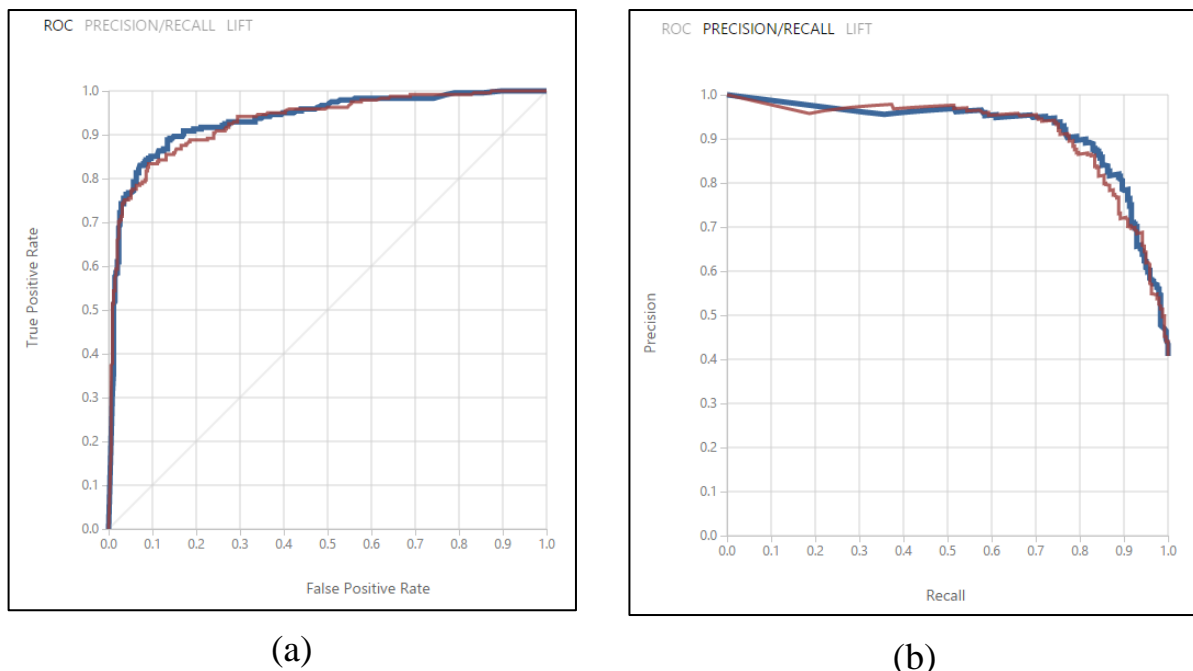 ROC PRECISION/RECALL LIFT
1.0
0.9
0.8
0.7
0.6
0.5
0.4
0.3
0.2
0.1
0.0
True Positive Rate
0.0 0.1 0.2 0.3 0.4 0.5 0.6 0.7 0.8 0.9 1.0
False Positive Rate
(a)
ROC PRECISION/RECALL LIFT
1.0
0.9
0.8
0.7
0.6
0.5
0.4
0.3
0.2
0.1
0.0
Precision
0.0 0.1 0.2 0.3 0.4 0.5 0.6 0.7 0.8 0.9 1.0
Recall
(b)